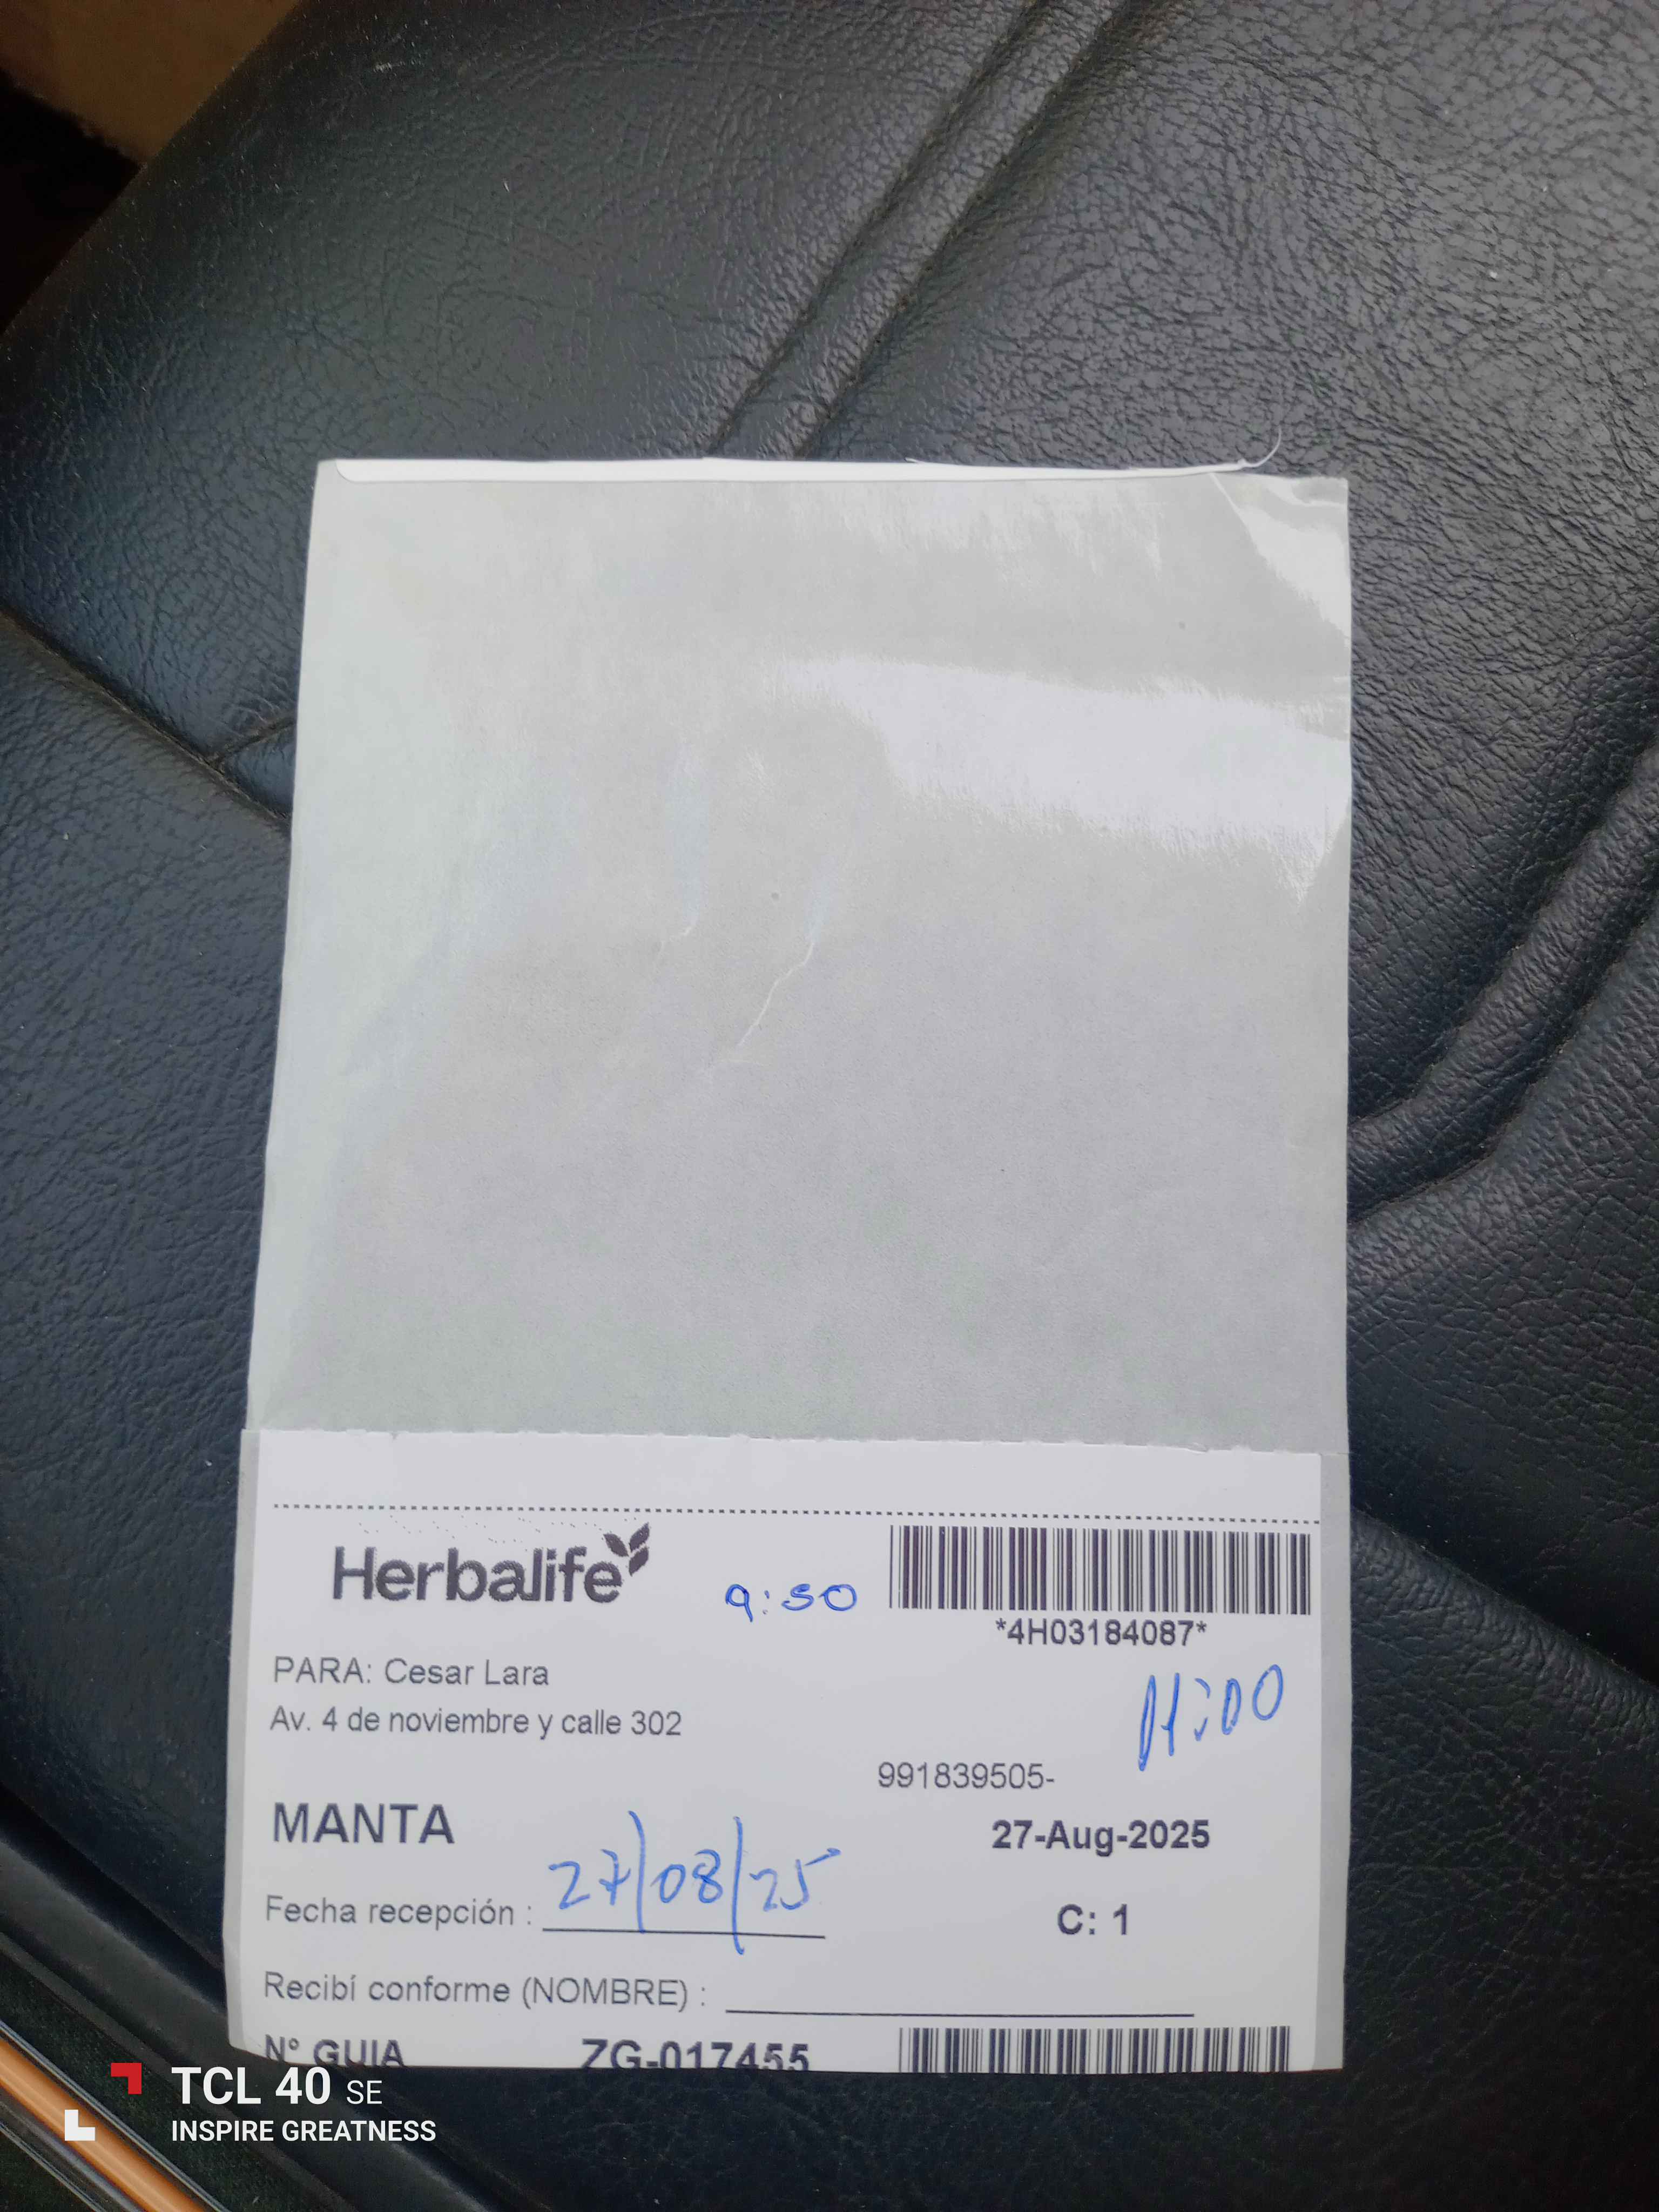 Herbalife
9:50
*4H03184087*
PARA: Cesar Lara
11:00
Av. 4 de noviembre y calle 302
991839505-
MANTA
27-Aug-2025
Fecha recepción : 27/08/25
C: 1
Recibí conforme (NOMBRE) :
N° GUIA ZG-017455
TCL 40 SE
INSPIRE GREATNESS